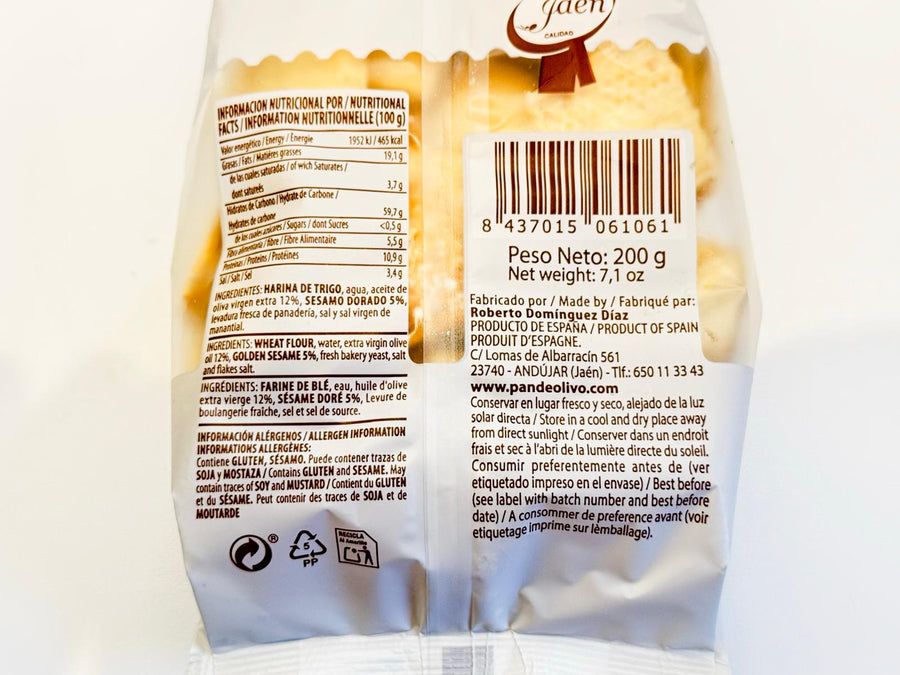 Jaén
CALIDAD
INFORMACION NUTRICIONAL POR / NUTRITIONAL
FACTS / INFORMATION NUTRITIONNELLE (100 g)
Valor energético / Energy / Énergie 1952 kJ / 465 kcal
Grasas / Fats / Matières grasses 19,1 g
de las cuales saturadas / of wich Saturates /
dont saturés 3,7 g
Hidratos de Carbono / Hydrate de Carbone /
Hydrates de carbone 59,7 g
de los cuales azúcares / Sugars / dont Sucres <0,5 g
Fibra alimentaria / fibre / Fibre Alimentaire 5,5 g
Proteínas / Proteins / Protéines 10,9 g
Sal / Salt / Sel 3,4 g
INGREDIENTES: HARINA DE TRIGO, agua, aceite de
oliva virgen extra 12%, SESAMO DORADO 5%,
levadura fresca de panadería, sal y sal virgen de
manantial.
INGREDIENTS: WHEAT FLOUR, water, extra virgin olive
oil 12%, GOLDEN SESAME 5%, fresh bakery yeast, salt
and flakes salt.
INGRÉDIENTS: FARINE DE BLÉ, eau, huile d'olive
extra vierge 12%, SÉSAME DORÉ 5%, Levure de
boulangerie fraîche, sel et sel de source.
INFORMACIÓN ALÉRGENOS / ALLERGEN INFORMATION
INFORMATIONS ALLERGÈNES:
Contiene GLUTEN, SÉSAMO. Puede contener trazas de
SOJA y MOSTAZA / Contains GLUTEN and SESAME. May
contain traces of SOY and MUSTARD / Contient du GLUTEN
et du SÉSAME. Peut contenir des traces de SOJA et de
MOUTARDE
®
5
PP
RECICLA
Al Amarillo
8 437015 061061
Peso Neto: 200 g
Net weight: 7,1 oz
Fabricado por / Made by / Fabriqué par:
Roberto Domínguez Díaz
PRODUCTO DE ESPAÑA / PRODUCT OF SPAIN
PRODUIT D'ESPAGNE.
C/ Lomas de Albarracín 561
23740 - ANDÚJAR (Jaén) - Tlf.: 650 11 33 43
www.pandeolivo.com
Conservar en lugar fresco y seco, alejado de la luz
solar directa / Store in a cool and dry place away
from direct sunlight / Conserver dans un endroit
frais et sec à l'abri de la lumière directe du soleil.
Consumir preferentemente antes de (ver
etiquetado impreso en el envase) / Best before
(see label with batch number and best before
date) / A consommer de preference avant (voir
etiquetage imprime sur lèmballage).